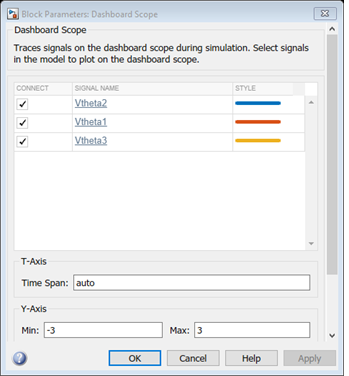 Block Parameters: Dashboard Scope
Dashboard Scope
Traces signals on the dashboard scope during simulation. Select signals
in the model to plot on the dashboard scope.
CONNECT SIGNAL NAME STYLE
Vtheta2
Vtheta1
Vtheta3
T-Axis
Time Span: auto
Y-Axis
Min: -3 Max: 3
? OK Cancel Help Apply